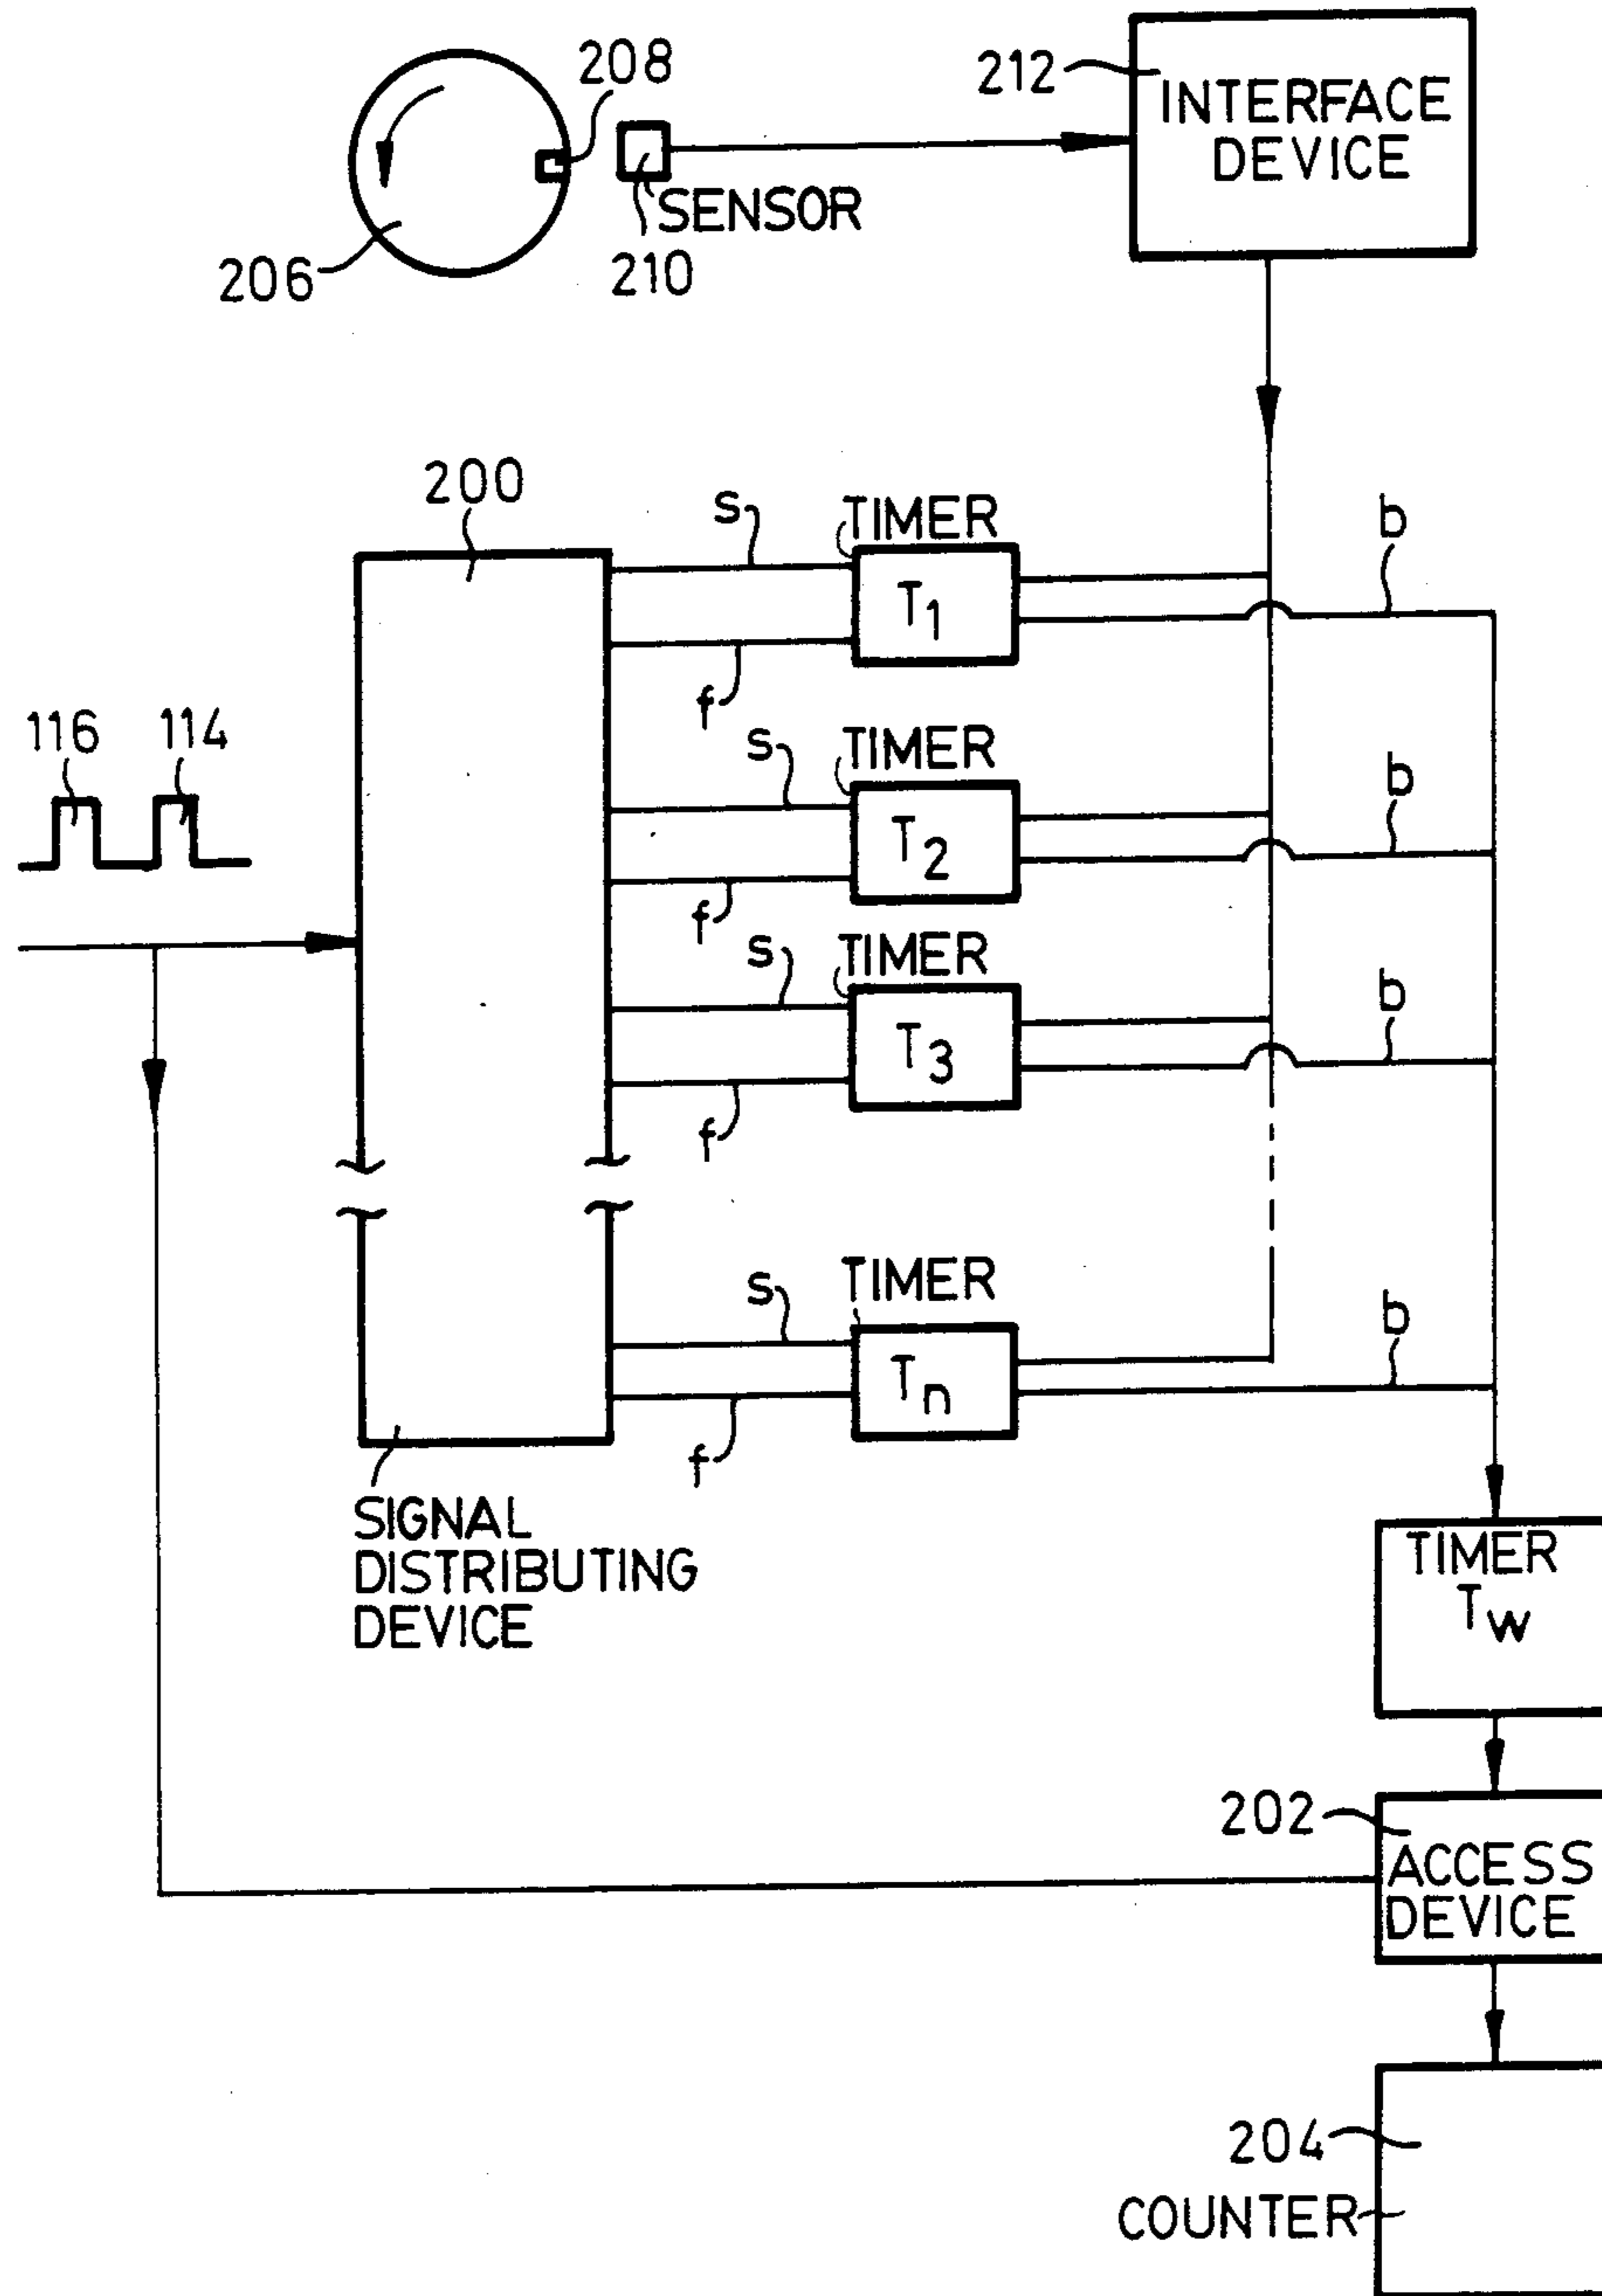 208
212
INTERFACE
DEVICE
SENSOR
206
210
200
s
TIMER
b
T1
f
116
114
s
TIMER
b
T2
f
s
TIMER
b
T3
f
s
TIMER
b
Tn
f
SIGNAL
DISTRIBUTING
DEVICE
TIMER
Tw
202
ACCESS
DEVICE
204
COUNTER